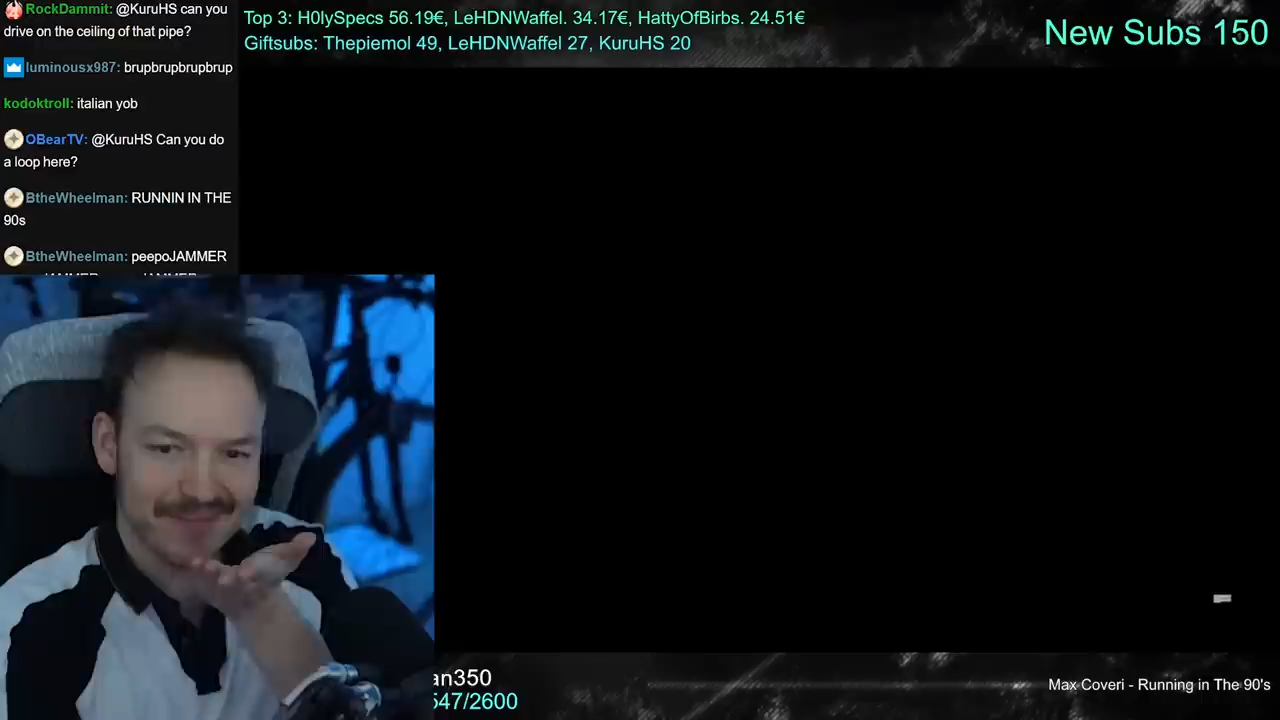 RockDammit: @KuruHS can you
drive on the ceiling of that pipe?
luminousx987: brupbrupbrupbrup
kodoktroll: italian yob
OBearTV: @KuruHS Can you do
a loop here?
BtheWheelman: RUNNIN IN THE
90s
BtheWheelman: peepoJAMMER
Top 3: H0lySpecs 56.19€, LeHDNWaffel. 34.17€, HattyOfBirbs. 24.51€
Giftsubs: Thepiemol 49, LeHDNWaffel 27, KuruHS 20
New Subs 150
an350
547/2600
Max Coveri - Running in The 90's